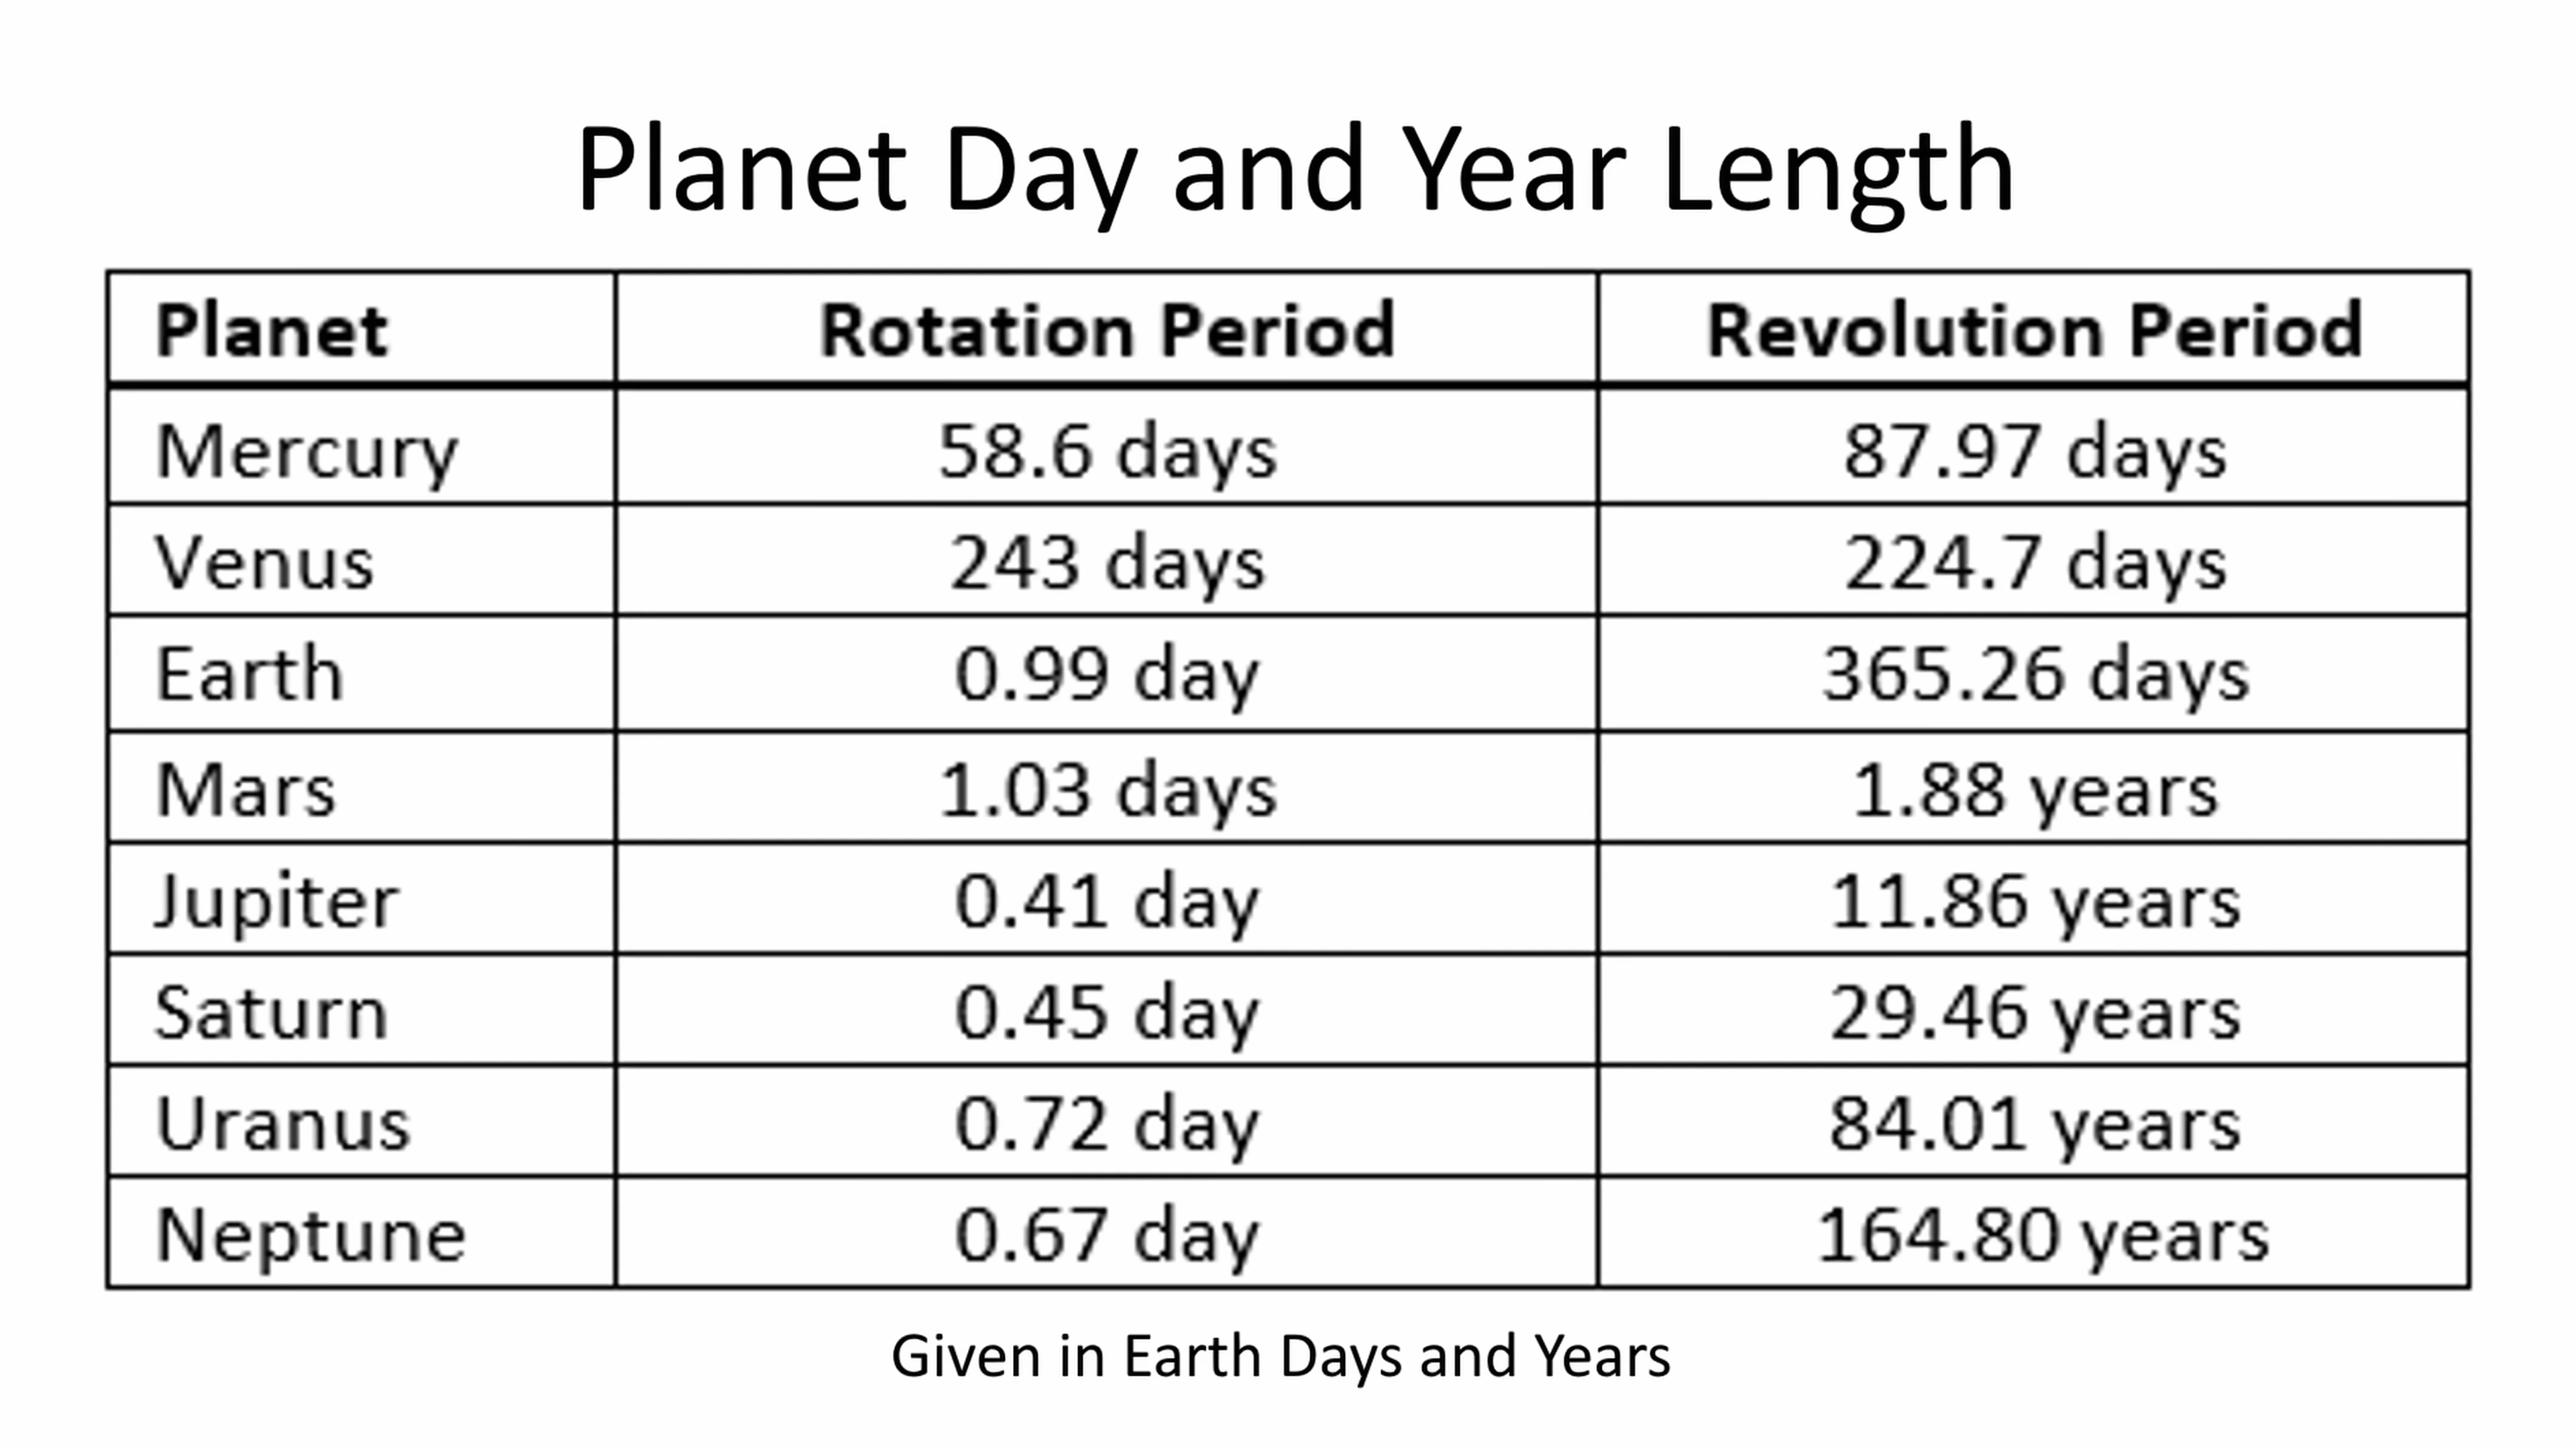 Planet Day and Year Length
Planet Rotation Period Revolution Period
Mercury 58.6 days 87.97 days
Venus 243 days 224.7 days
Earth 0.99 day 365.26 days
Mars 1.03 days 1.88 years
Jupiter 0.41 day 11.86 years
Saturn 0.45 day 29.46 years
Uranus 0.72 day 84.01 years
Neptune 0.67 day 164.80 years
Given in Earth Days and Years